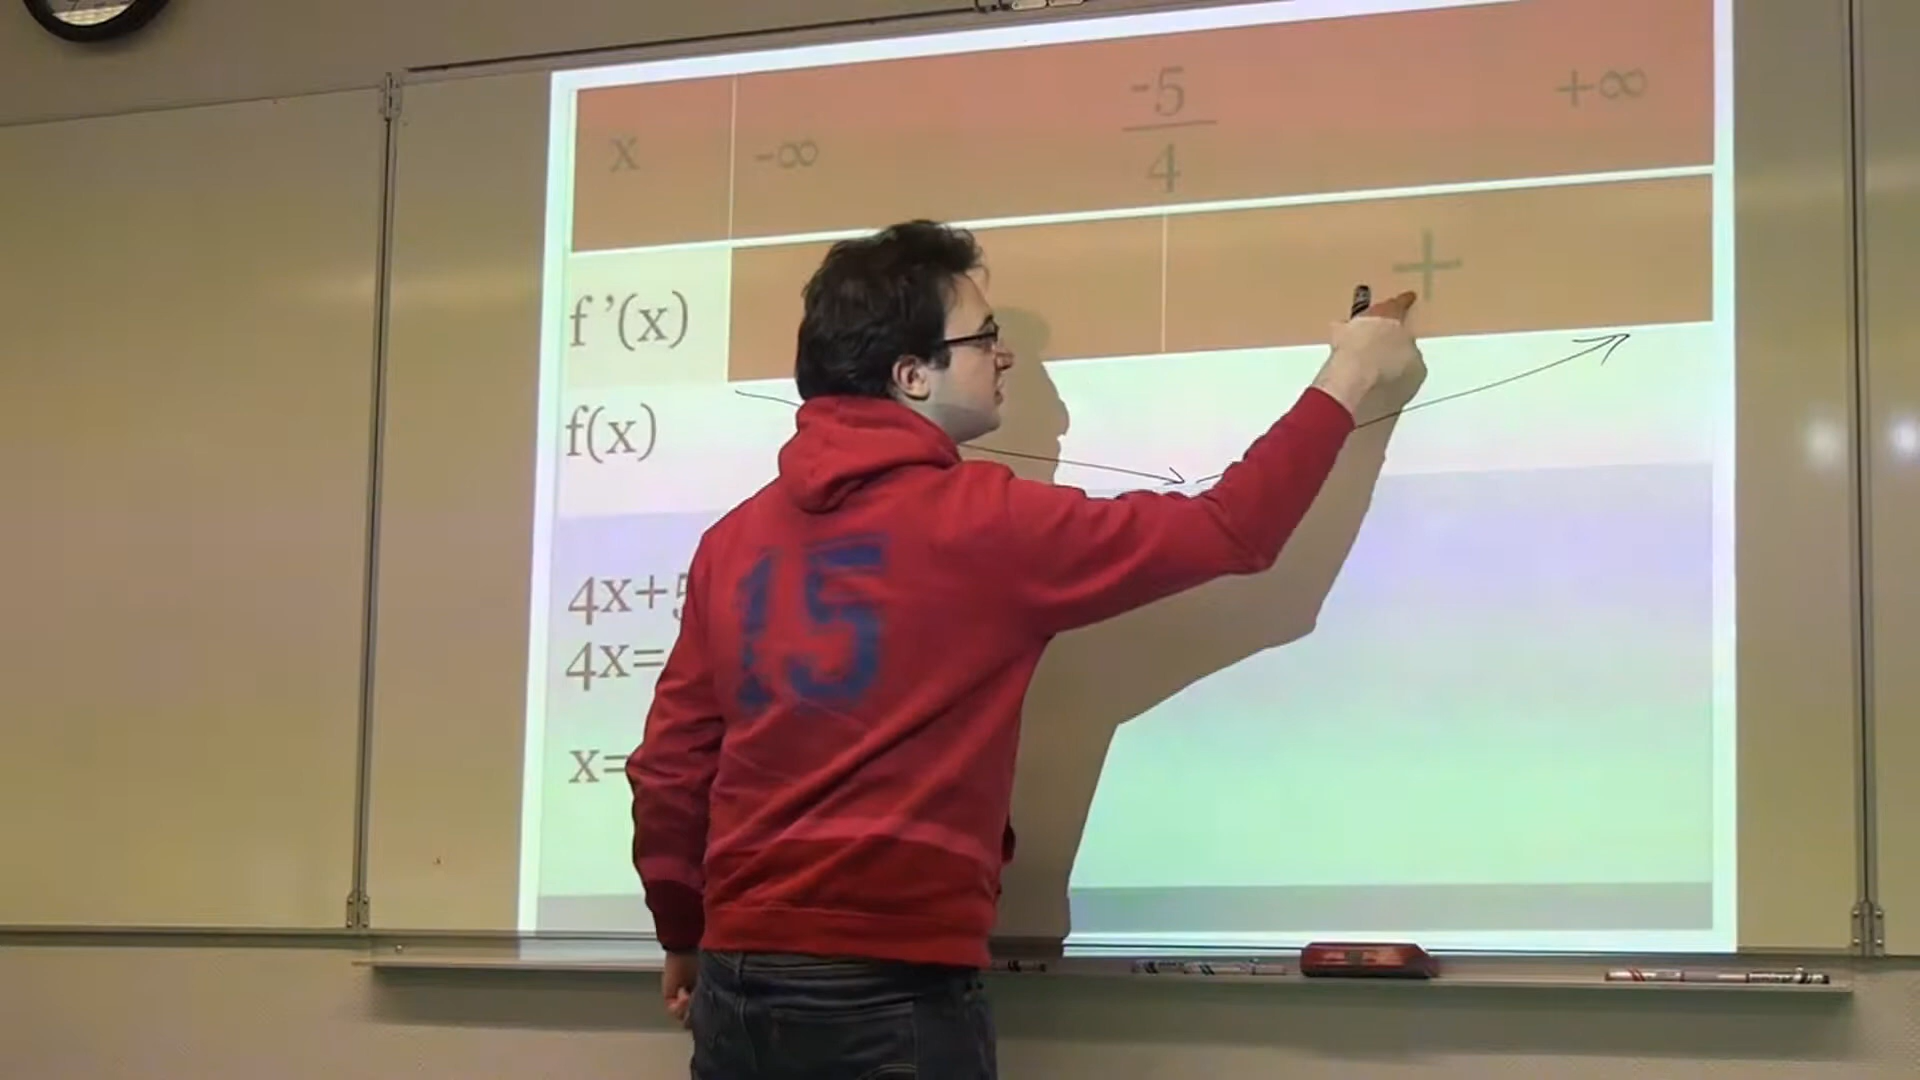 x -∞ -5/4 +∞
f’(x) +
f(x)
4x+5
4x=
x=
15